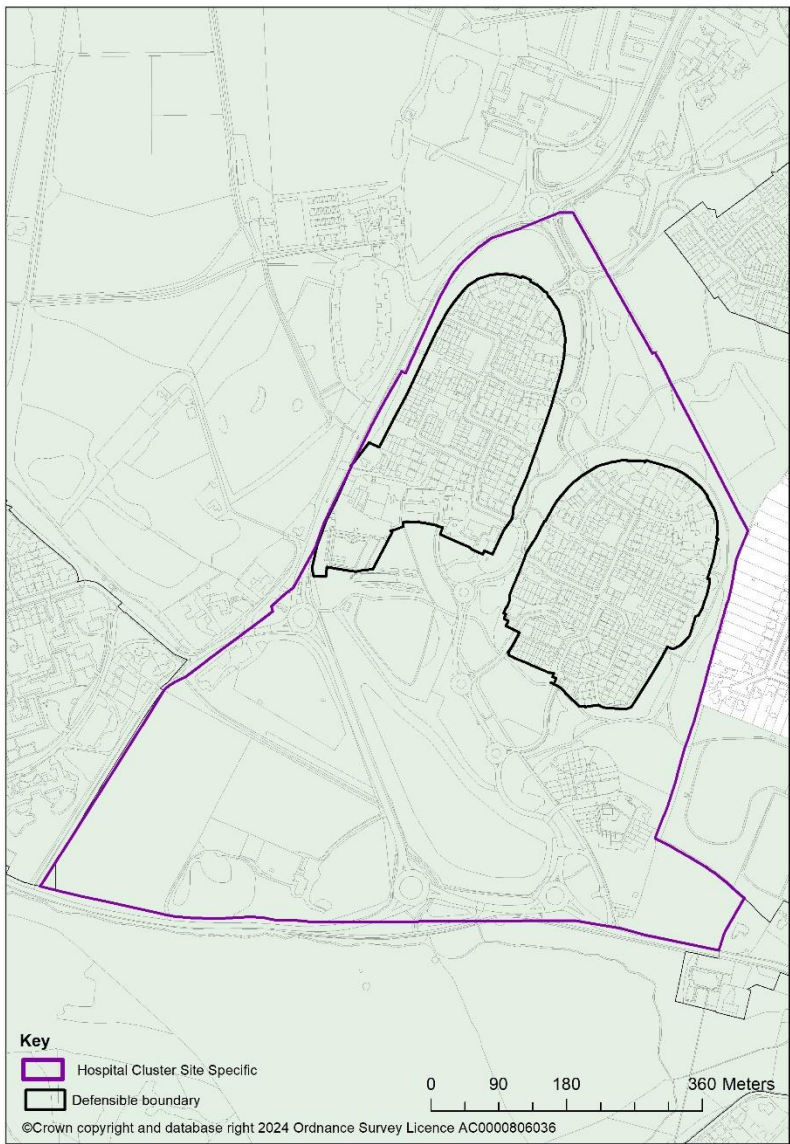 Key
Hospital Cluster Site Specific
Defensible boundary
0 90 180 360 Meters
©Crown copyright and database right 2024 Ordnance Survey Licence AC0000806036